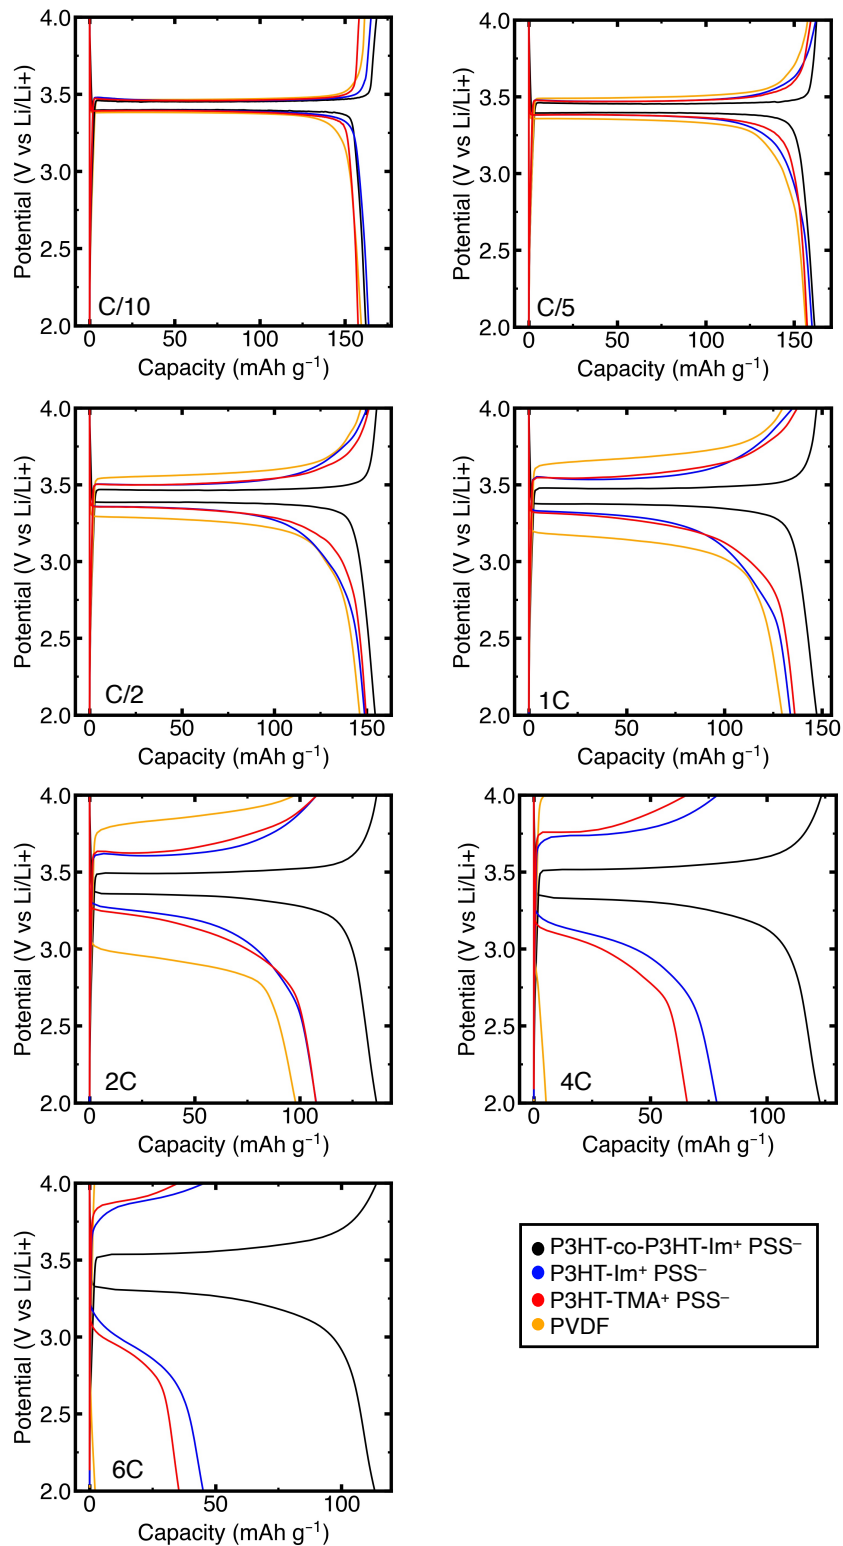 4.0
3.5
3.0
2.5
2.0
Potential (V vs Li/Li+)
C/10
0 50 100 150
Capacity (mAh g⁻¹)
4.0
3.5
3.0
2.5
2.0
Potential (V vs Li/Li+)
C/5
0 50 100 150
Capacity (mAh g⁻¹)
4.0
3.5
3.0
2.5
2.0
Potential (V vs Li/Li+)
C/2
0 50 100 150
Capacity (mAh g⁻¹)
4.0
3.5
3.0
2.5
2.0
Potential (V vs Li/Li+)
1C
0 50 100 150
Capacity (mAh g⁻¹)
4.0
3.5
3.0
2.5
2.0
Potential (V vs Li/Li+)
2C
0 50 100
Capacity (mAh g⁻¹)
4.0
3.5
3.0
2.5
2.0
Potential (V vs Li/Li+)
4C
0 50 100
Capacity (mAh g⁻¹)
4.0
3.5
3.0
2.5
2.0
Potential (V vs Li/Li+)
6C
0 50 100
Capacity (mAh g⁻¹)
P3HT-co-P3HT-Im⁺ PSS⁻
P3HT-Im⁺ PSS⁻
P3HT-TMA⁺ PSS⁻
PVDF